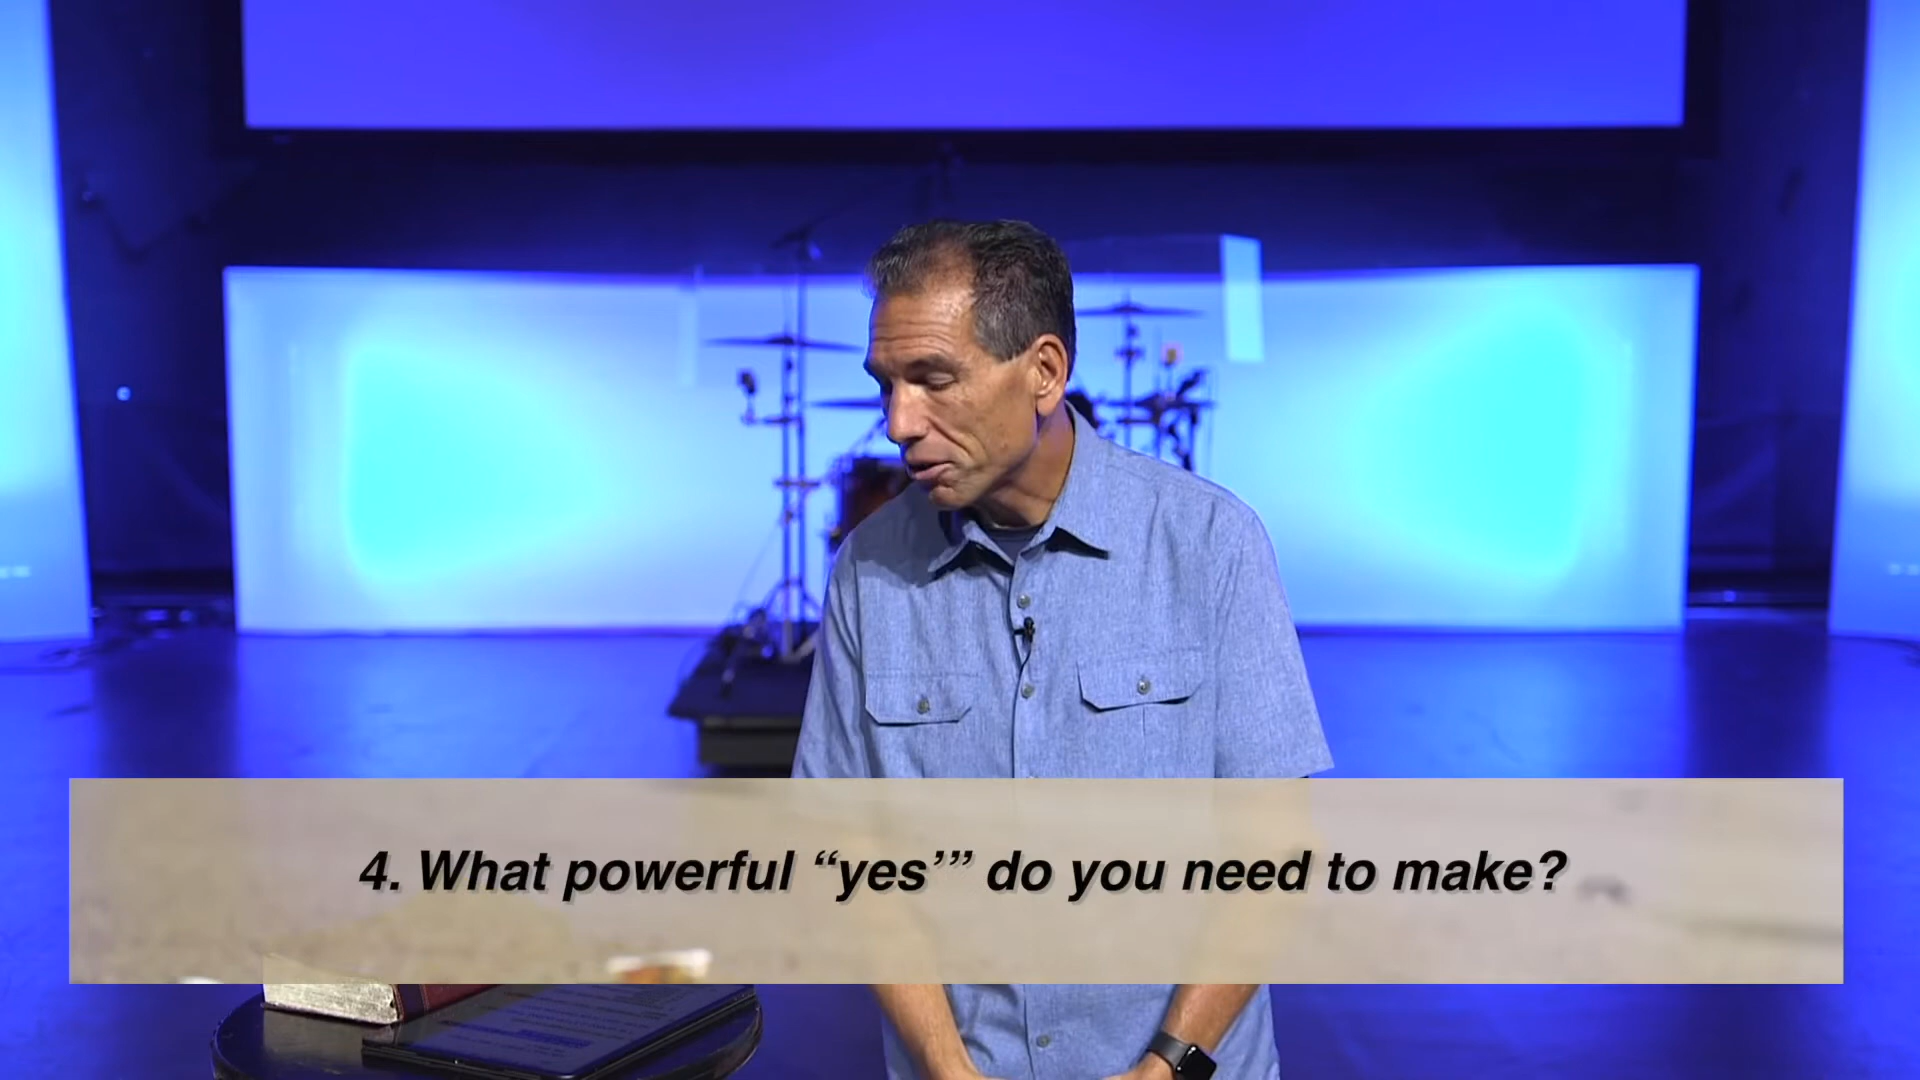 4. What powerful “yes’” do you need to make?